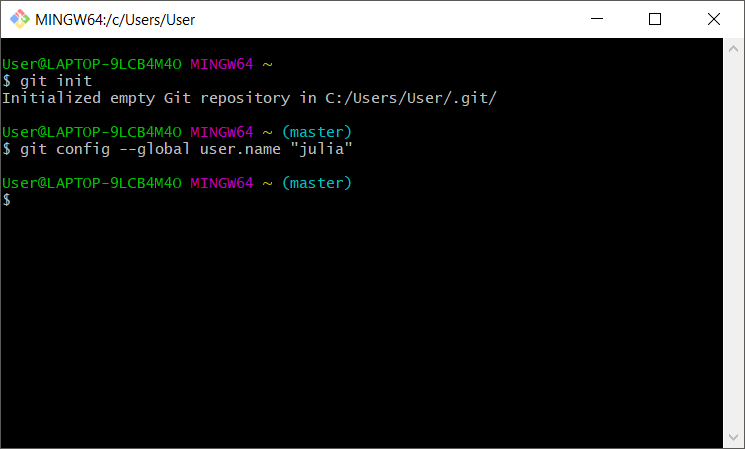 MINGW64:/c/Users/User
User@LAPTOP-9LCB4M4O MINGW64 ~
$ git init
Initialized empty Git repository in C:/Users/User/.git/
User@LAPTOP-9LCB4M4O MINGW64 ~ (master)
$ git config --global user.name "julia"
User@LAPTOP-9LCB4M4O MINGW64 ~ (master)
$